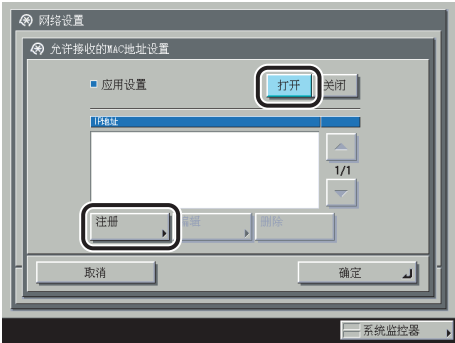 网络设置
允许接收的MAC地址设置
应用设置 打开 关闭
IP地址
1/1
注册 编辑 删除
取消 确定
系统监控器